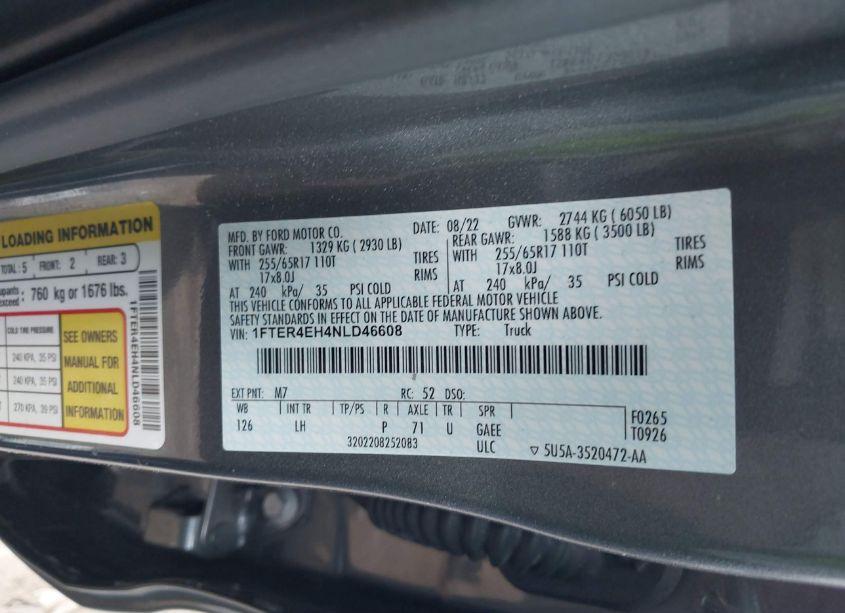 LOADING INFORMATION
TOTAL: 5 FRONT: 2 REAR: 3
760 kg or 1676 lbs.
COLD TIRE PRESSURE
240 KPA, 35 PSI
240 KPA, 35 PSI
270 KPA, 39 PSI
SEE OWNERS
MANUAL FOR
ADDITIONAL
INFORMATION
1FTER4EH4NLD46608
MFD. BY FORD MOTOR CO. DATE: 08/22 GVWR: 2744 KG ( 6050 LB)
FRONT GAWR: 1329 KG ( 2930 LB) REAR GAWR: 1588 KG ( 3500 LB)
WITH 255/65R17 110T TIRES WITH 255/65R17 110T TIRES
17x8.0J RIMS 17x8.0J RIMS
AT 240 kPa/ 35 PSI COLD AT 240 kPa/ 35 PSI COLD
THIS VEHICLE CONFORMS TO ALL APPLICABLE FEDERAL MOTOR VEHICLE
SAFETY STANDARDS IN EFFECT ON THE DATE OF MANUFACTURE SHOWN ABOVE.
VIN: 1FTER4EH4NLD46608 TYPE: Truck
EXT PNT: M7 RC: 52 DSO:
WB INT TR TP/PS R AXLE TR SPR F0265
126 LH P 71 U GAEE T0926
3202208252083 ULC ▽ 5U5A-3520472-AA